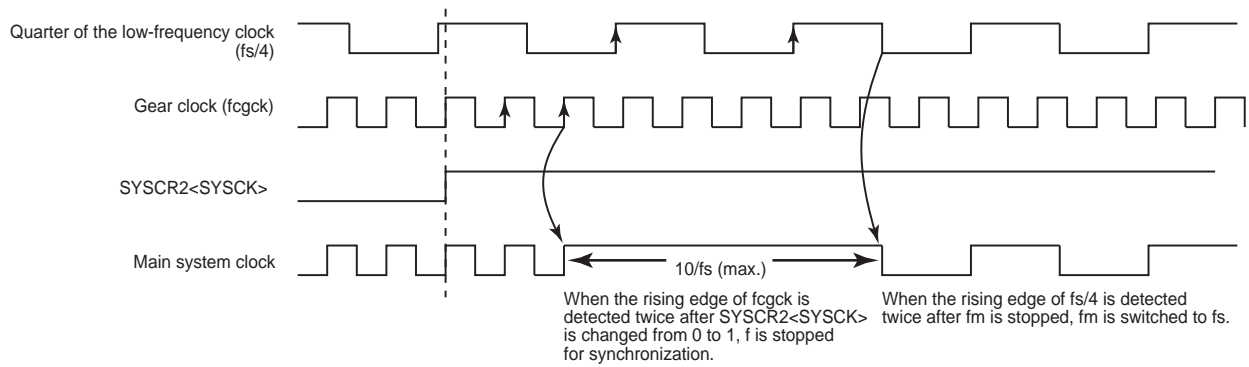 Quarter of the low-frequency clock
(fs/4)
Gear clock (fcgck)
SYSCR2<SYSCK>
Main system clock
10/fs (max.)
When the rising edge of fcgck is
detected twice after SYSCR2<SYSCK>
is changed from 0 to 1, f is stopped
for synchronization.
When the rising edge of fs/4 is detected
twice after fm is stopped, fm is switched to fs.